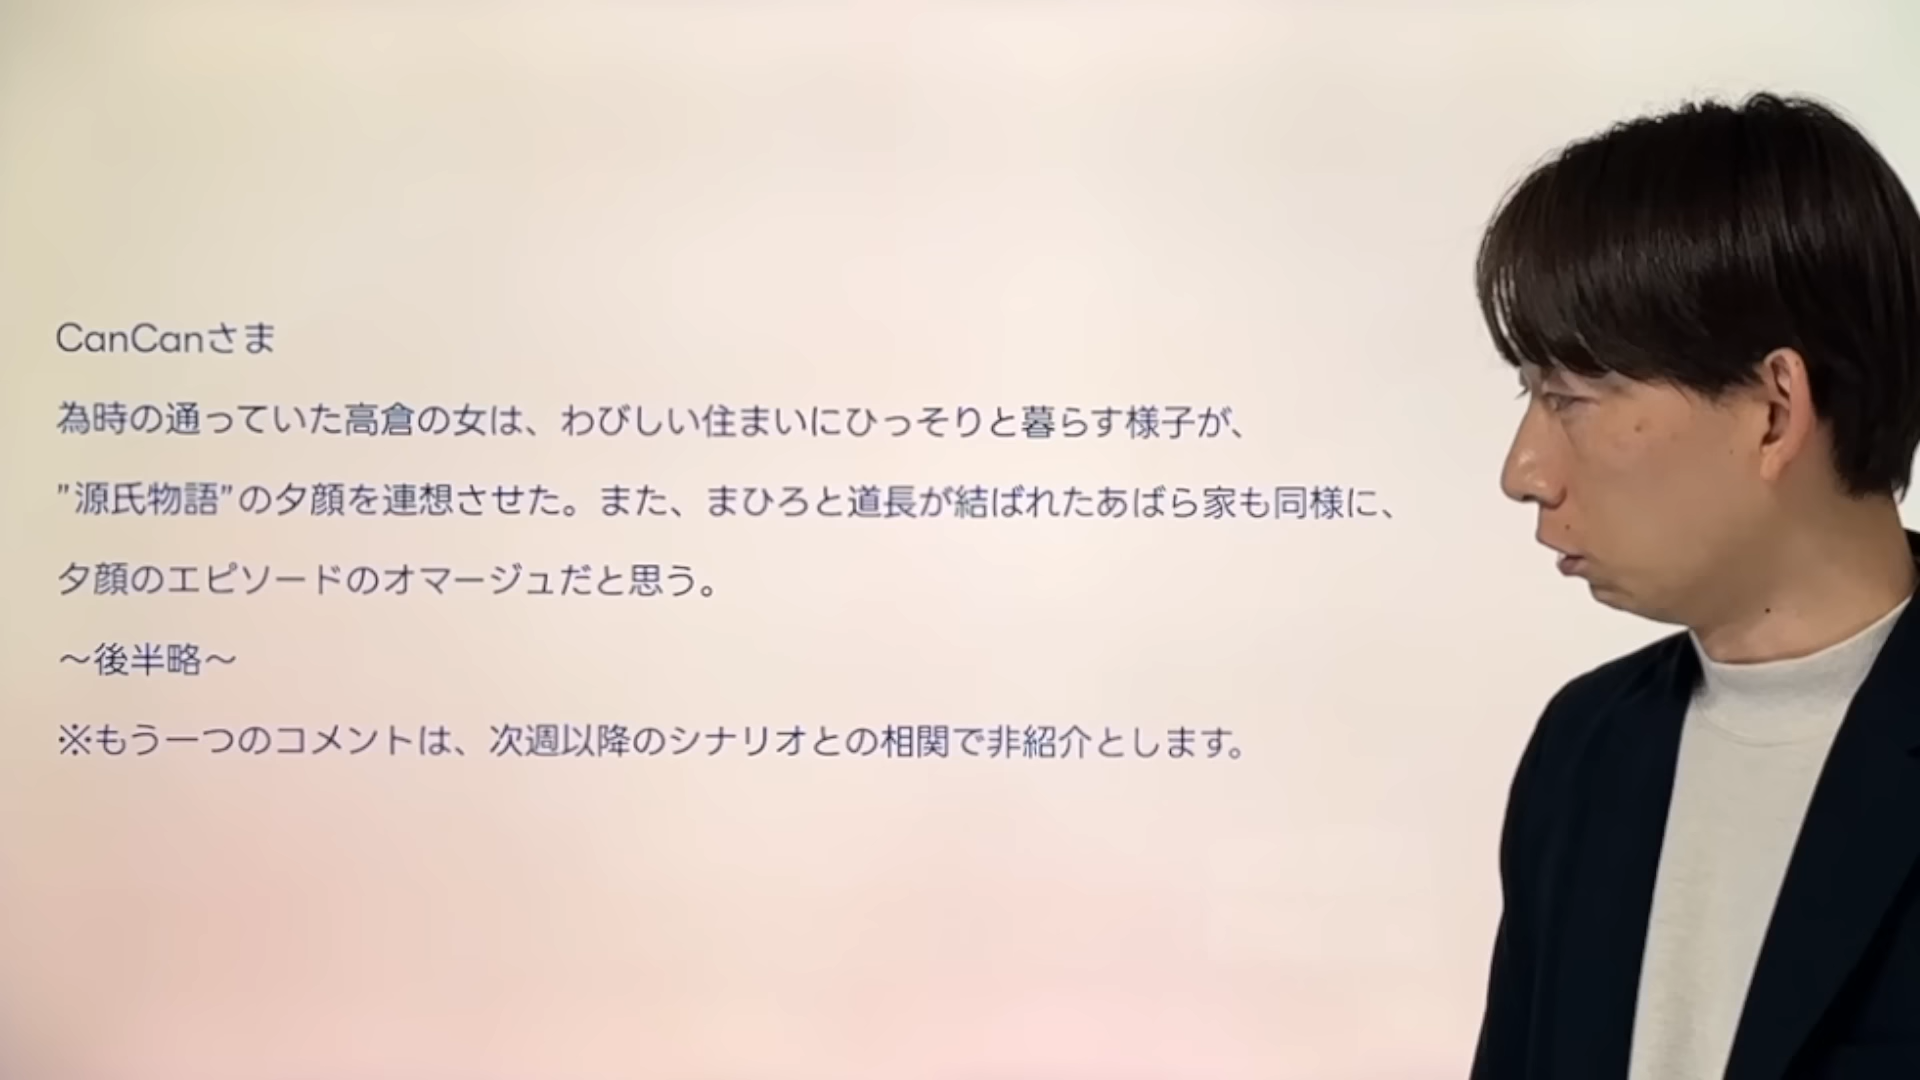 CanCanさま
為時の通っていた高倉の女は、わびしい住まいにひっそりと暮らす様子が、
”源氏物語”の夕顔を連想させた。また、まひろと道長が結ばれたあばら家も同様に、
夕顔のエピソードのオマージュだと思う。
～後半略～
※もう一つのコメントは、次週以降のシナリオとの相関で非紹介とします。